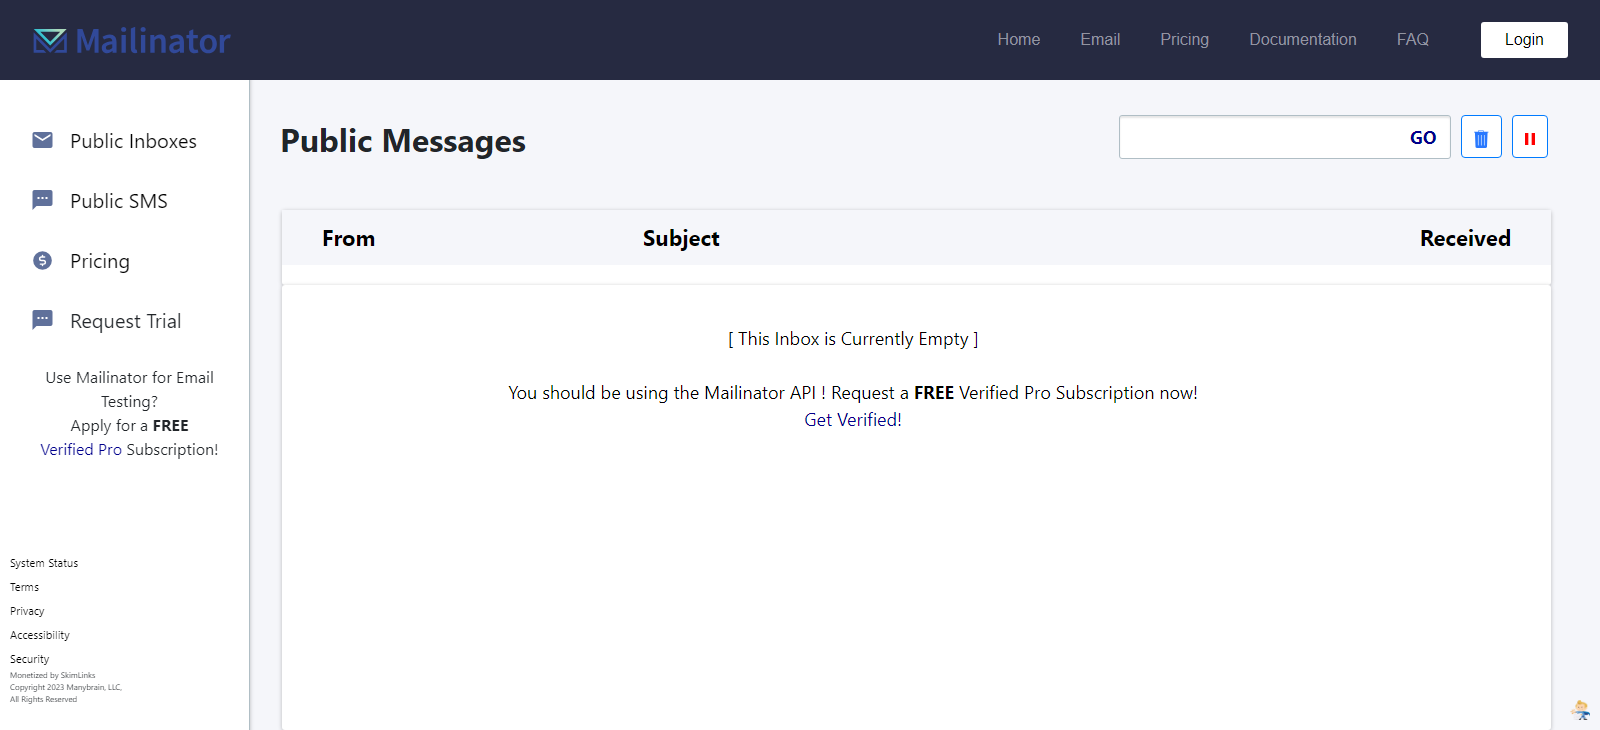 Mailinator
Home
Email
Pricing
Documentation
FAQ
Login
Public Inboxes
Public SMS
Pricing
Request Trial
Use Mailinator for Email
Testing?
Apply for a FREE
Verified Pro Subscription!
System Status
Terms
Privacy
Accessibility
Security
Monetized by SkimLinks
Copyright 2023 Manybrain, LLC,
All Rights Reserved
Public Messages
GO
From
Subject
Received
[ This Inbox is Currently Empty ]
You should be using the Mailinator API ! Request a FREE Verified Pro Subscription now!
Get Verified!